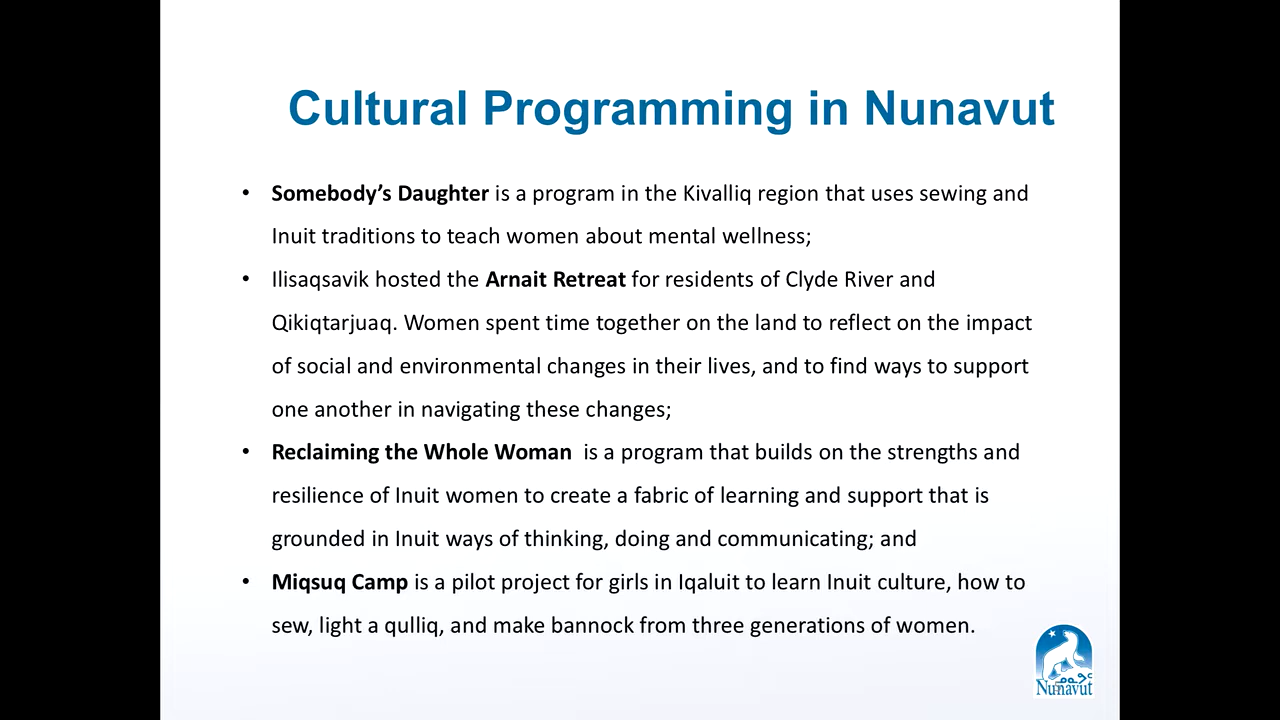 Cultural Programming in Nunavut
• Somebody’s Daughter is a program in the Kivalliq region that uses sewing and
Inuit traditions to teach women about mental wellness;
• Ilisaqsavik hosted the Arnait Retreat for residents of Clyde River and
Qikiqtarjuaq. Women spent time together on the land to reflect on the impact
of social and environmental changes in their lives, and to find ways to support
one another in navigating these changes;
• Reclaiming the Whole Woman is a program that builds on the strengths and
resilience of Inuit women to create a fabric of learning and support that is
grounded in Inuit ways of thinking, doing and communicating; and
• Miqsuq Camp is a pilot project for girls in Iqaluit to learn Inuit culture, how to
sew, light a qulliq, and make bannock from three generations of women.
Nunavut